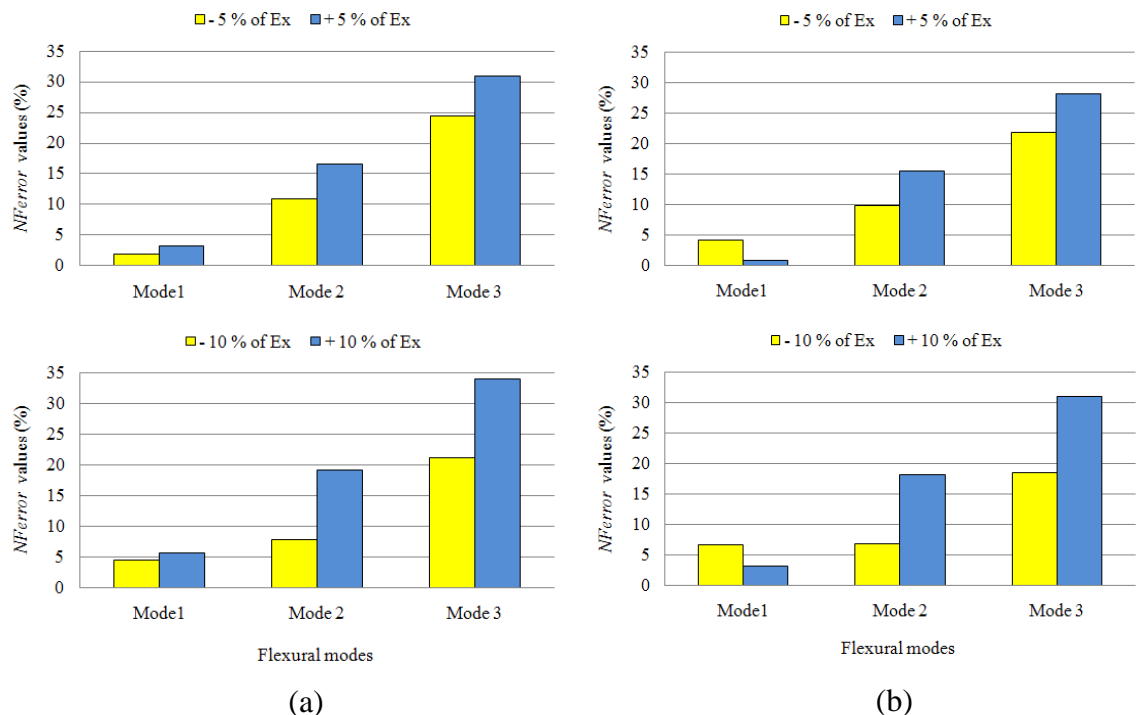 - 5 % of Ex + 5 % of Ex
NFerror values (%)
35
30
25
20
15
10
5
0
Mode1 Mode 2 Mode 3
- 5 % of Ex + 5 % of Ex
NFerror values (%)
35
30
25
20
15
10
5
0
Mode1 Mode 2 Mode 3
- 10 % of Ex + 10 % of Ex
NFerror values (%)
35
30
25
20
15
10
5
0
Mode1 Mode 2 Mode 3
Flexural modes
- 10 % of Ex + 10 % of Ex
NFerror values (%)
35
30
25
20
15
10
5
0
Mode1 Mode 2 Mode 3
Flexural modes
(a)
(b)